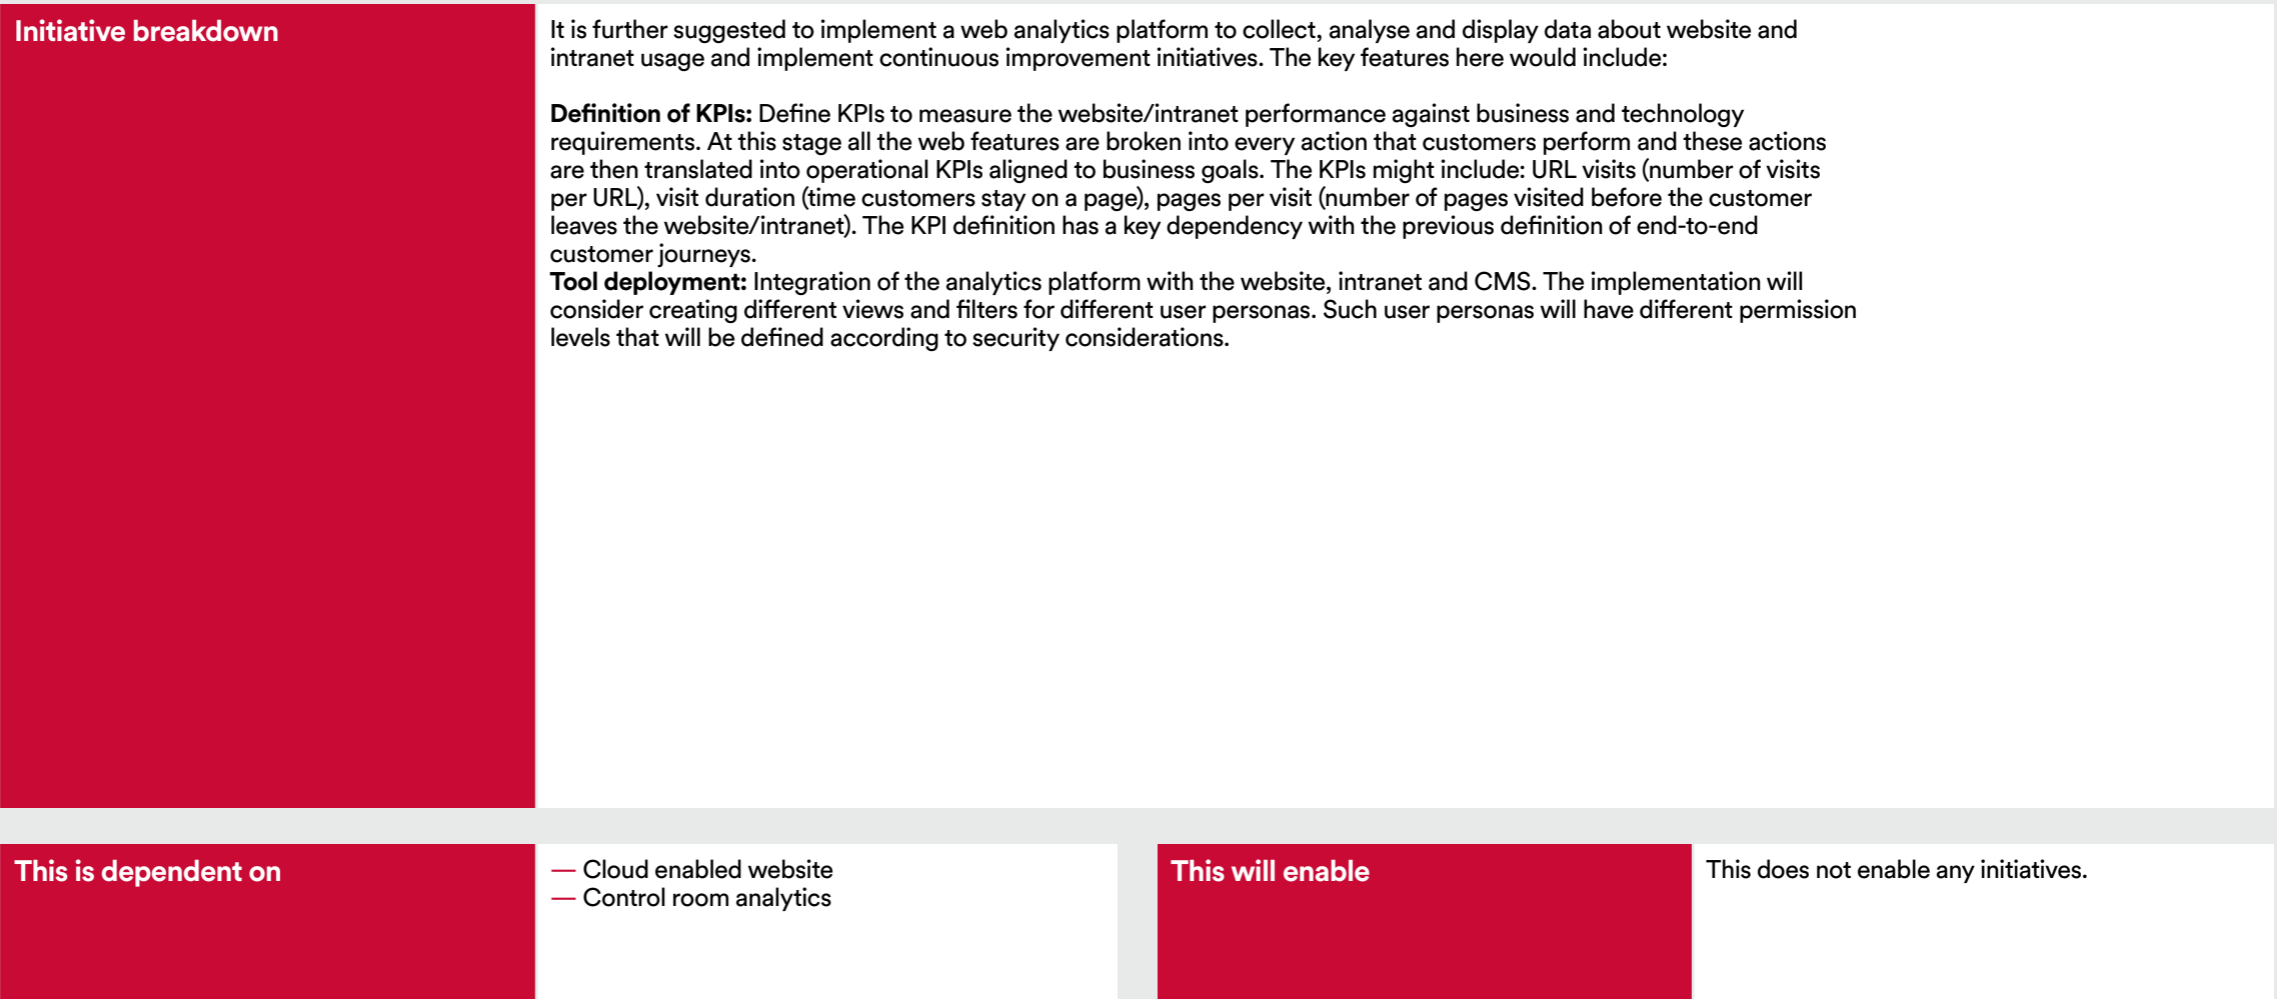 Initiative breakdown
It is further suggested to implement a web analytics platform to collect, analyse and display data about website and
intranet usage and implement continuous improvement initiatives. The key features here would include:
Definition of KPIs: Define KPIs to measure the website/intranet performance against business and technology
requirements. At this stage all the web features are broken into every action that customers perform and these actions
are then translated into operational KPIs aligned to business goals. The KPIs might include: URL visits (number of visits
per URL), visit duration (time customers stay on a page), pages per visit (number of pages visited before the customer
leaves the website/intranet). The KPI definition has a key dependency with the previous definition of end-to-end
customer journeys.
Tool deployment: Integration of the analytics platform with the website, intranet and CMS. The implementation will
consider creating different views and filters for different user personas. Such user personas will have different permission
levels that will be defined according to security considerations.
This is dependent on
— Cloud enabled website
— Control room analytics
This will enable
This does not enable any initiatives.